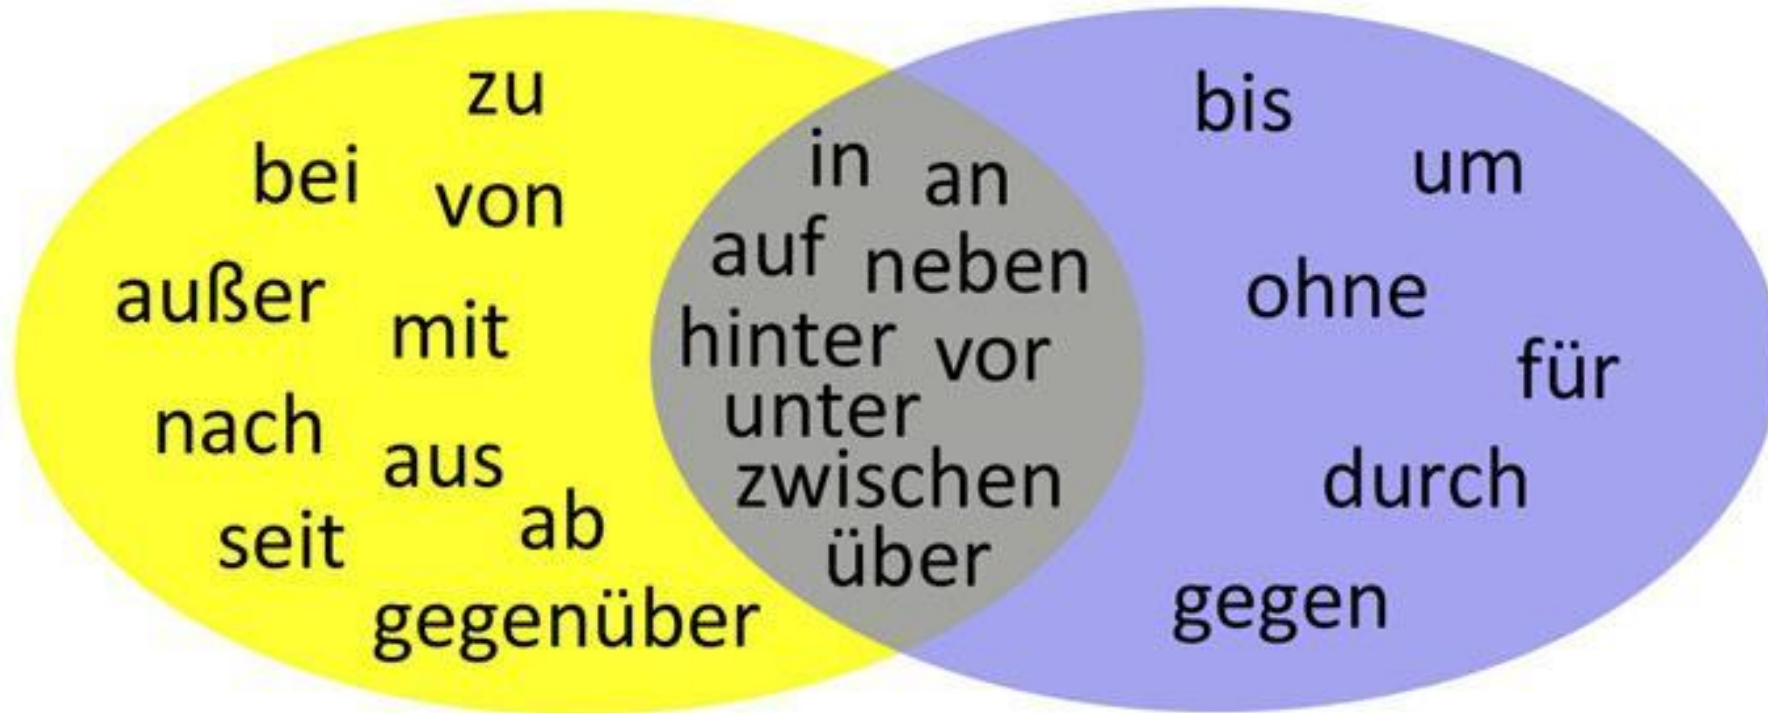 zu
bei
von
außer
mit
nach
aus
seit
ab
gegenüber
in
an
auf
neben
hinter
vor
unter
zwischen
über
bis
um
ohne
für
durch
gegen